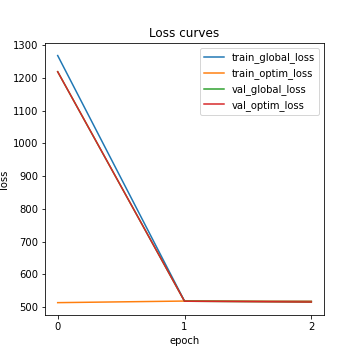 Loss curves
train_global_loss
train_optim_loss
val_global_loss
val_optim_loss
loss
1300
1200
1100
1000
900
800
700
600
500
0
1
2
epoch